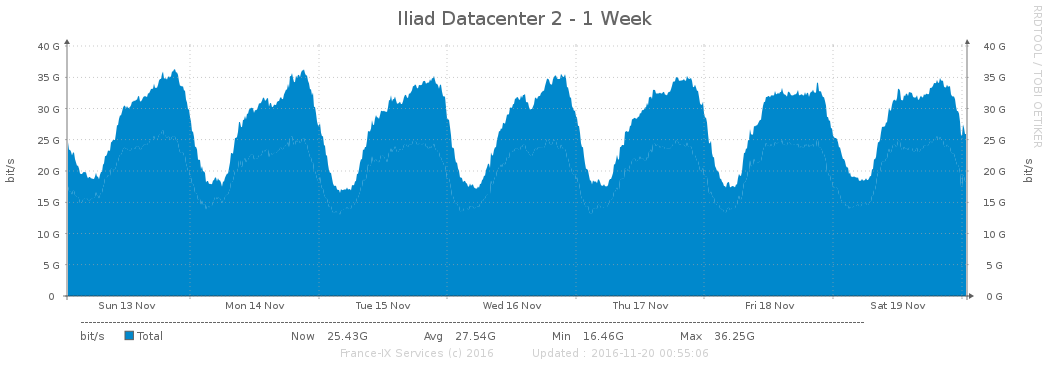 Iliad Datacenter 2 - 1 Week
RRDTOOL / TOBI OETIKER
bit/s
40 G
35 G
30 G
25 G
20 G
15 G
10 G
5 G
0
40 G
35 G
30 G
25 G
20 G
15 G
10 G
5 G
0 G
bit/s
Sun 13 Nov Mon 14 Nov Tue 15 Nov Wed 16 Nov Thu 17 Nov Fri 18 Nov Sat 19 Nov
bit/s Total Now 25.43G Avg 27.54G Min 16.46G Max 36.25G
France-IX Services (c) 2016 Updated : 2016-11-20 00:55:06